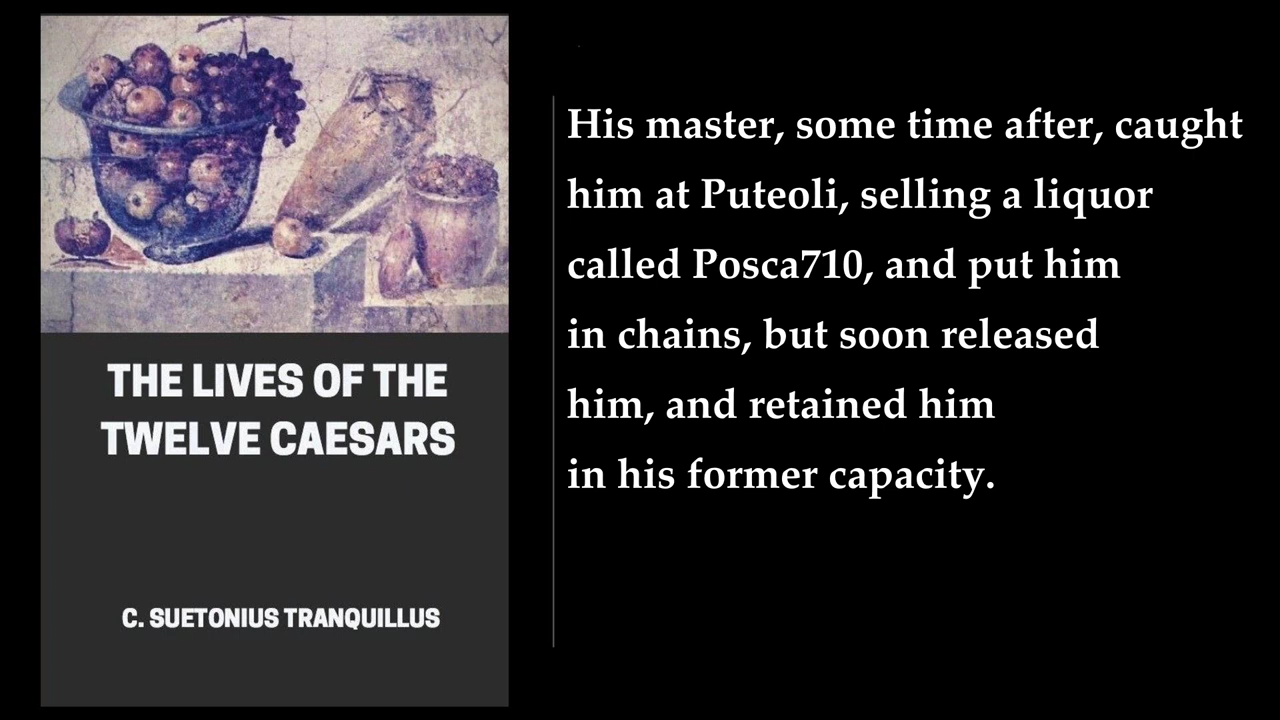 THE LIVES OF THE
TWELVE CAESARS
C. SUETONIUS TRANQUILLUS
His master, some time after, caught
him at Puteoli, selling a liquor
called Posca710, and put him
in chains, but soon released
him, and retained him
in his former capacity.